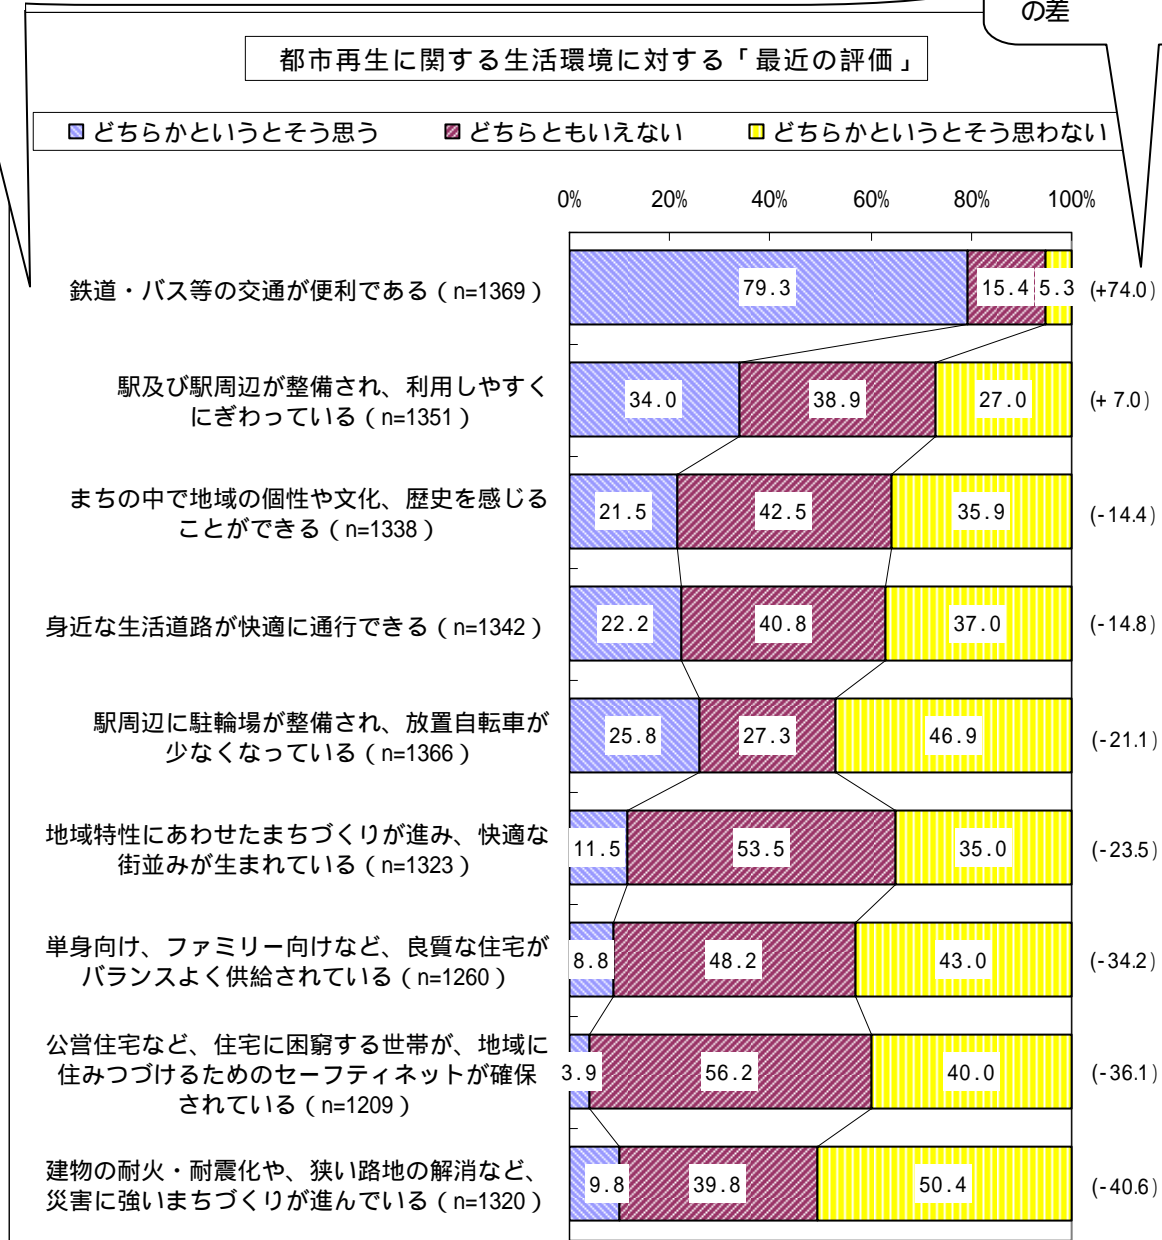 の差
都市再生に関する生活環境に対する「最近の評価」
どちらかというとそう思う どちらともいえない どちらかというとそう思わない
0% 20% 40% 60% 80% 100%
鉄道・バス等の交通が便利である(n=1369) 79.3 15.4 5.3 (+74.0)
駅及び駅周辺が整備され、利用しやすく
にぎわっている(n=1351) 34.0 38.9 27.0 (+ 7.0)
まちの中で地域の個性や文化、歴史を感じる
ことができる(n=1338) 21.5 42.5 35.9 (-14.4)
身近な生活道路が快適に通行できる(n=1342) 22.2 40.8 37.0 (-14.8)
駅周辺に駐輪場が整備され、放置自転車が
少なくなっている(n=1366) 25.8 27.3 46.9 (-21.1)
地域特性にあわせたまちづくりが進み、快適な
街並みが生まれている(n=1323) 11.5 53.5 35.0 (-23.5)
単身向け、ファミリー向けなど、良質な住宅が
バランスよく供給されている(n=1260) 8.8 48.2 43.0 (-34.2)
公営住宅など、住宅に困窮する世帯が、地域に
住みつづけるためのセーフティネットが確保
されている(n=1209) 3.9 56.2 40.0 (-36.1)
建物の耐火・耐震化や、狭い路地の解消など、
災害に強いまちづくりが進んでいる(n=1320) 9.8 39.8 50.4 (-40.6)